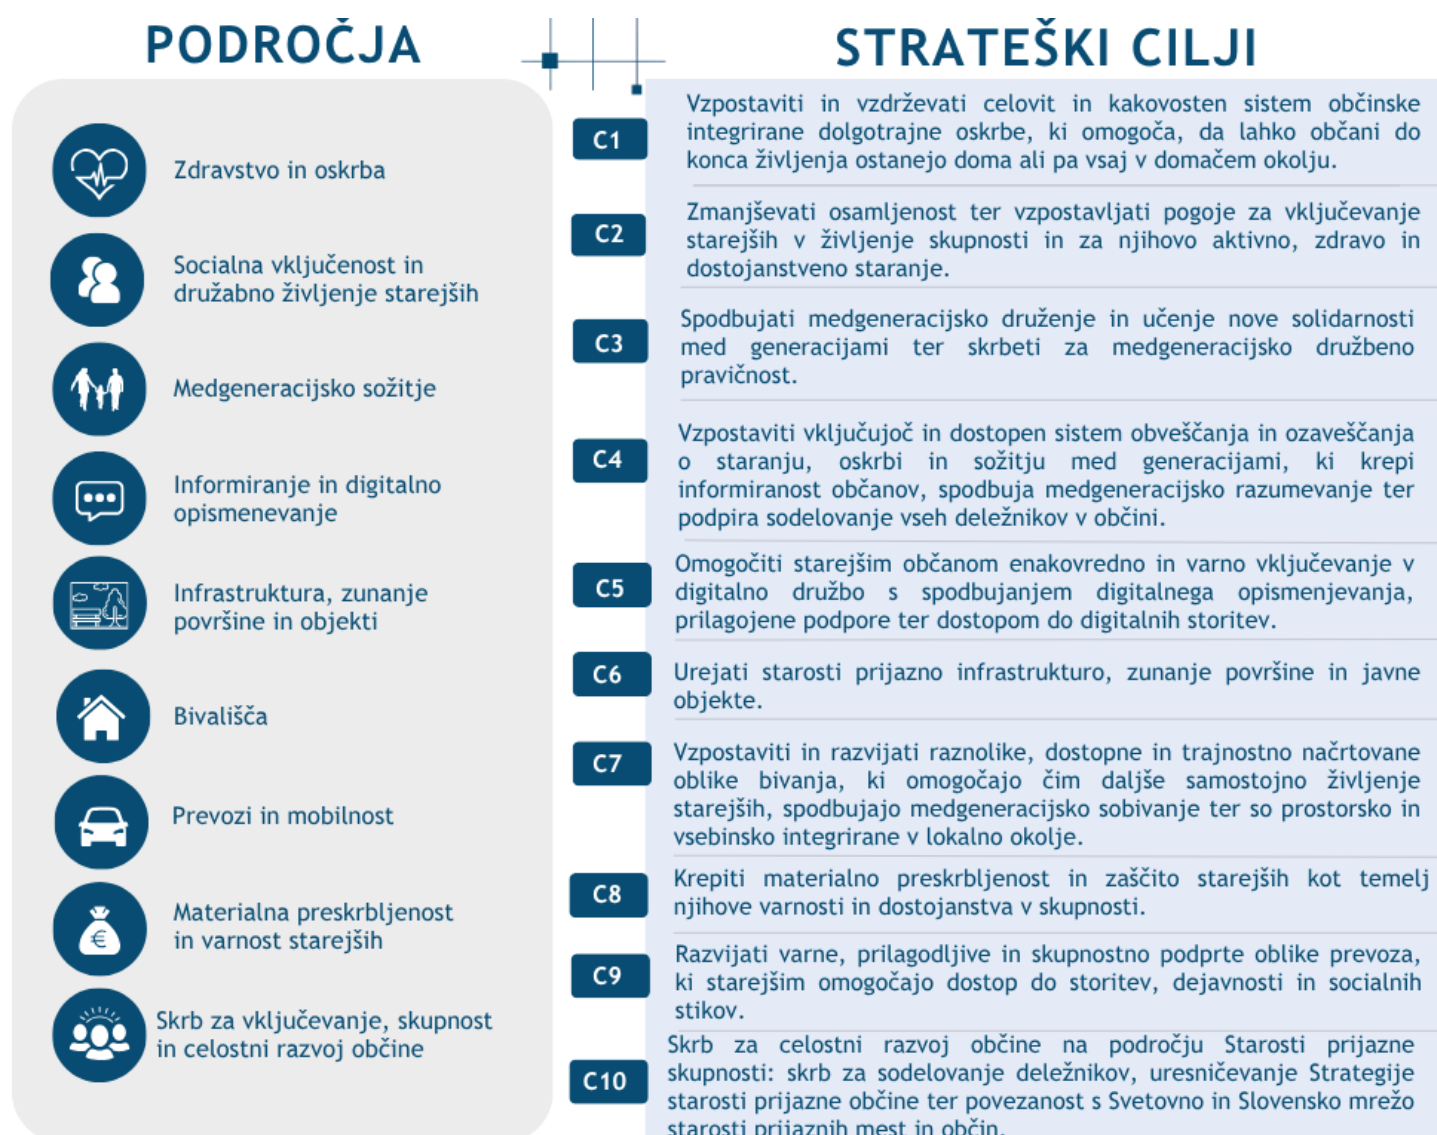 PODROČJA
Zdravstvo in oskrba
Socialna vključenost in
družabno življenje starejših
Medgeneracijsko sožitje
Informiranje in digitalno
opismenevanje
Infrastruktura, zunanje
površine in objekti
Bivališča
Prevozi in mobilnost
Materialna preskrbljenost
in varnost starejših
Skrb za vključevanje, skupnost
in celostni razvoj občine
STRATEŠKI CILJI
C1
Vzpostaviti in vzdrževati celovit in kakovosten sistem občinske
integrirane dolgotrajne oskrbe, ki omogoča, da lahko občani do
konca življenja ostanejo doma ali pa vsaj v domačem okolju.
C2
Zmanjševati osamljenost ter vzpostavljati pogoje za vključevanje
starejših v življenje skupnosti in za njihovo aktivno, zdravo in
dostojanstveno staranje.
C3
Spodbujati medgeneracijsko druženje in učenje nove solidarnosti
med generacijami ter skrbeti za medgeneracijsko družbeno
pravičnost.
C4
Vzpostaviti vključujoč in dostopen sistem obveščanja in ozaveščanja
o staranju, oskrbi in sožitju med generacijami, ki krepi
informiranost občanov, spodbuja medgeneracijsko razumevanje ter
podpira sodelovanje vseh deležnikov v občini.
C5
Omogočiti starejšim občanom enakovredno in varno vključevanje v
digitalno družbo s spodbujanjem digitalnega opismenjevanja,
prilagojene podpore ter dostopom do digitalnih storitev.
C6
Urejati starosti prijazno infrastrukturo, zunanje površine in javne
objekte.
C7
Vzpostaviti in razvijati raznolike, dostopne in trajnostno načrtovane
oblike bivanja, ki omogočajo čim daljše samostojno življenje
starejših, spodbujajo medgeneracijsko sobivanje ter so prostorsko in
vsebinsko integrirane v lokalno okolje.
C8
Krepiti materialno preskrbljenost in zaščito starejših kot temelj
njihove varnosti in dostojanstva v skupnosti.
C9
Razvijati varne, prilagodljive in skupnostno podprte oblike prevoza,
ki starejšim omogočajo dostop do storitev, dejavnosti in socialnih
stikov.
C10
Skrb za celostni razvoj občine na področju Starosti prijazne
skupnosti: skrb za sodelovanje deležnikov, uresničevanje Strategije
starosti prijazne občine ter povezanost s Svetovno in Slovensko mrežo
starosti prijaznih mest in občin.